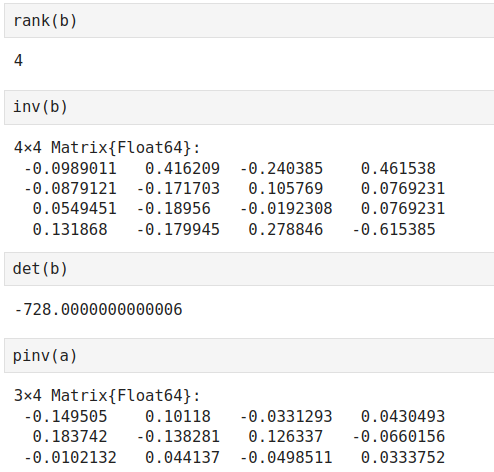 rank(b)
4
inv(b)
4×4 Matrix{Float64}:
 -0.0989011   0.416209  -0.240385    0.461538
 -0.0879121  -0.171703   0.105769    0.0769231
  0.0549451  -0.18956   -0.0192308   0.0769231
  0.131868   -0.179945   0.278846   -0.615385
det(b)
-728.0000000000006
pinv(a)
3×4 Matrix{Float64}:
 -0.149505    0.10118   -0.0331293   0.0430493
  0.183742   -0.138281   0.126337   -0.0660156
 -0.0102132   0.044137  -0.0498511   0.0333752